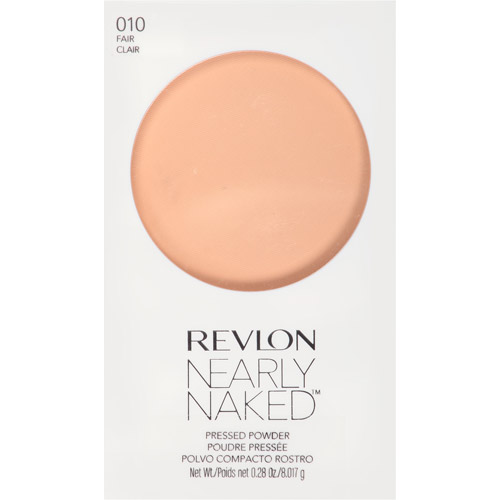 010
FAIR
CLAIR
REVLON
NEARLY
NAKED™
PRESSED POWDER
POUDRE PRESSÉE
POLVO COMPACTO ROSTRO
Net Wt./Poids net 0.28 Oz./8.017 g